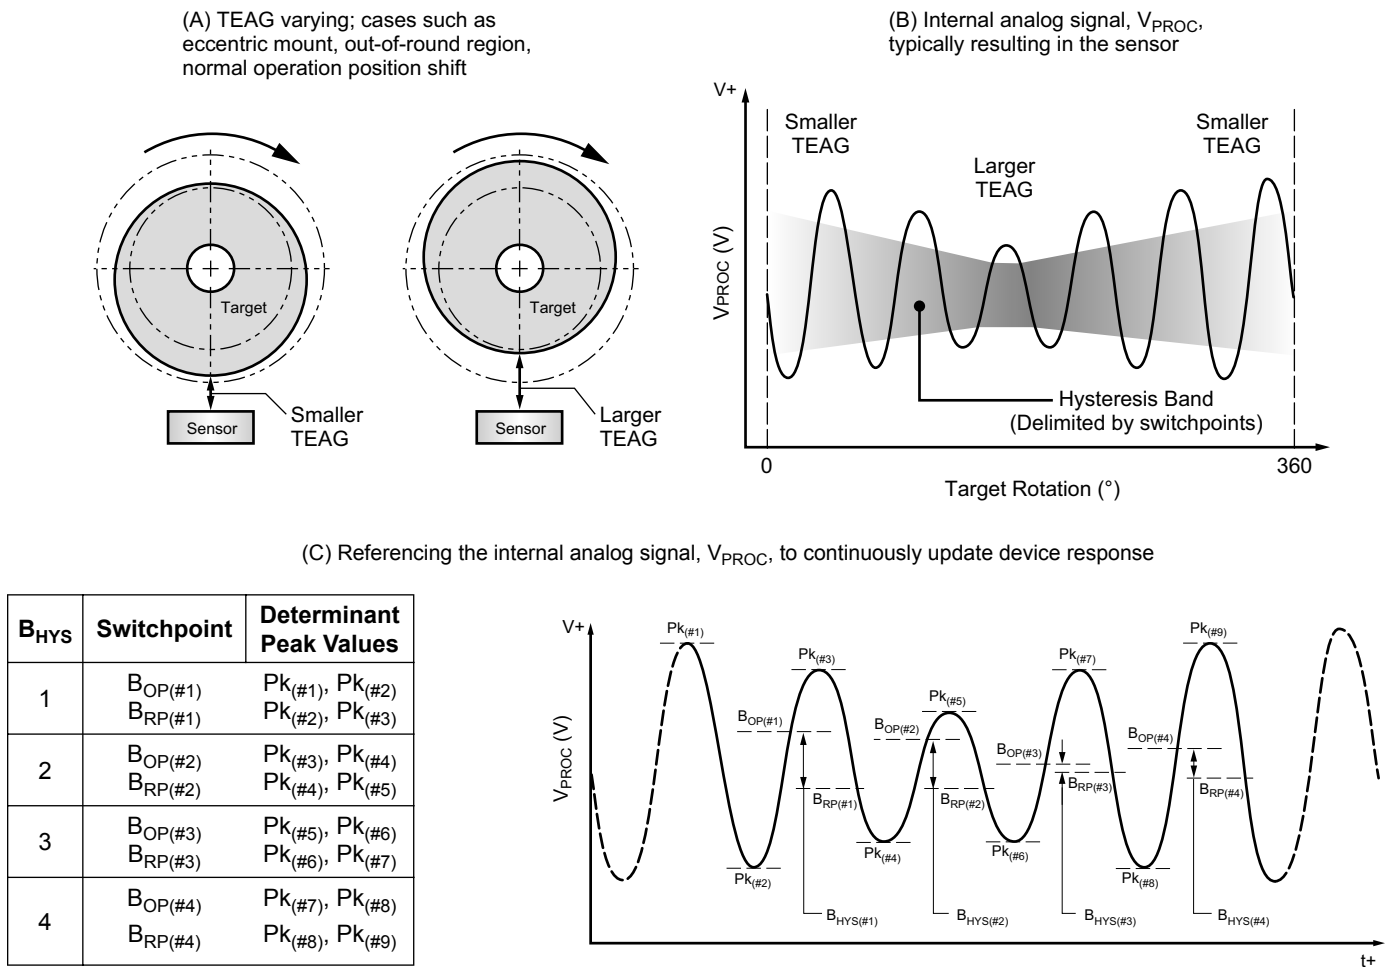 (A) TEAG varying; cases such as
eccentric mount, out-of-round region,
normal operation position shift
Target
Sensor
Smaller
TEAG
Target
Sensor
Larger
TEAG
(B) Internal analog signal, VPROC,
typically resulting in the sensor
V+
VPROC (V)
Smaller
TEAG
Larger
TEAG
Smaller
TEAG
Hysteresis Band
(Delimited by switchpoints)
0
360
Target Rotation (°)
(C) Referencing the internal analog signal, VPROC, to continuously update device response
BHYS Switchpoint Determinant
Peak Values
1
BOP(#1) Pk(#1), Pk(#2)
BRP(#1) Pk(#2), Pk(#3)
2
BOP(#2) Pk(#3), Pk(#4)
BRP(#2) Pk(#4), Pk(#5)
3
BOP(#3) Pk(#5), Pk(#6)
BRP(#3) Pk(#6), Pk(#7)
4
BOP(#4) Pk(#7), Pk(#8)
BRP(#4) Pk(#8), Pk(#9)
V+
VPROC (V)
Pk(#1)
Pk(#2)
Pk(#3)
Pk(#4)
Pk(#5)
Pk(#6)
Pk(#7)
Pk(#8)
Pk(#9)
BOP(#1)
BRP(#1)
BHYS(#1)
BOP(#2)
BRP(#2)
BHYS(#2)
BOP(#3)
BRP(#3)
BHYS(#3)
BOP(#4)
BRP(#4)
BHYS(#4)
t+